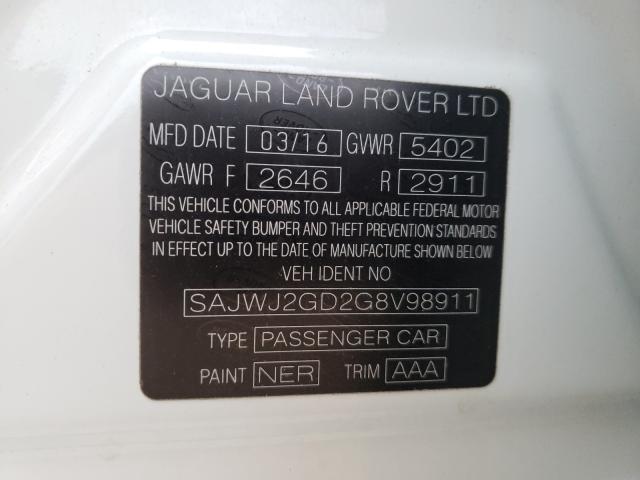 JAGUAR LAND ROVER LTD
MFD DATE 03/16 GVWR 5402
GAWR F 2646 R 2911
THIS VEHICLE CONFORMS TO ALL APPLICABLE FEDERAL MOTOR
VEHICLE SAFETY BUMPER AND THEFT PREVENTION STANDARDS
IN EFFECT UP TO THE DATE OF MANUFACTURE SHOWN BELOW
VEH IDENT NO
SAJWJ2GD2G8V98911
TYPE PASSENGER CAR
PAINT NER TRIM AAA